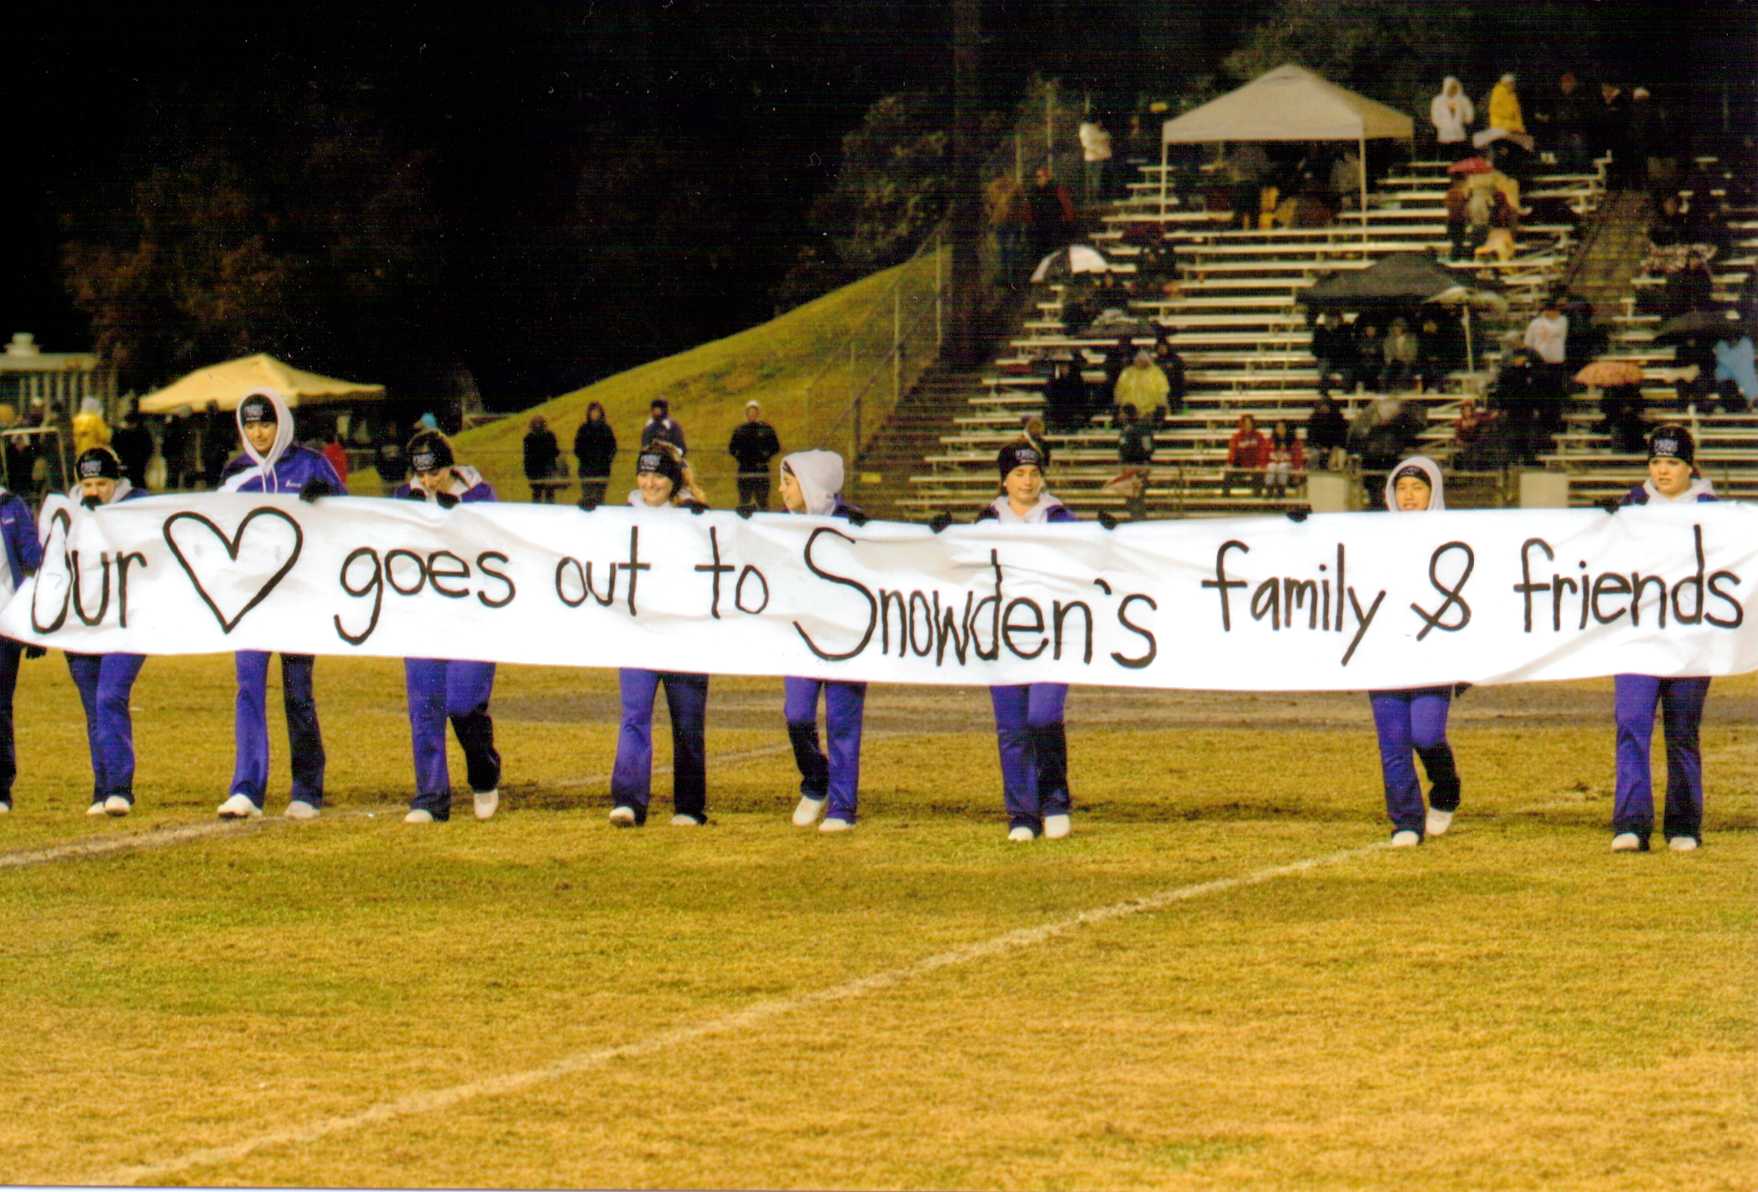 Our ♡ goes out to Snowden's family & friends